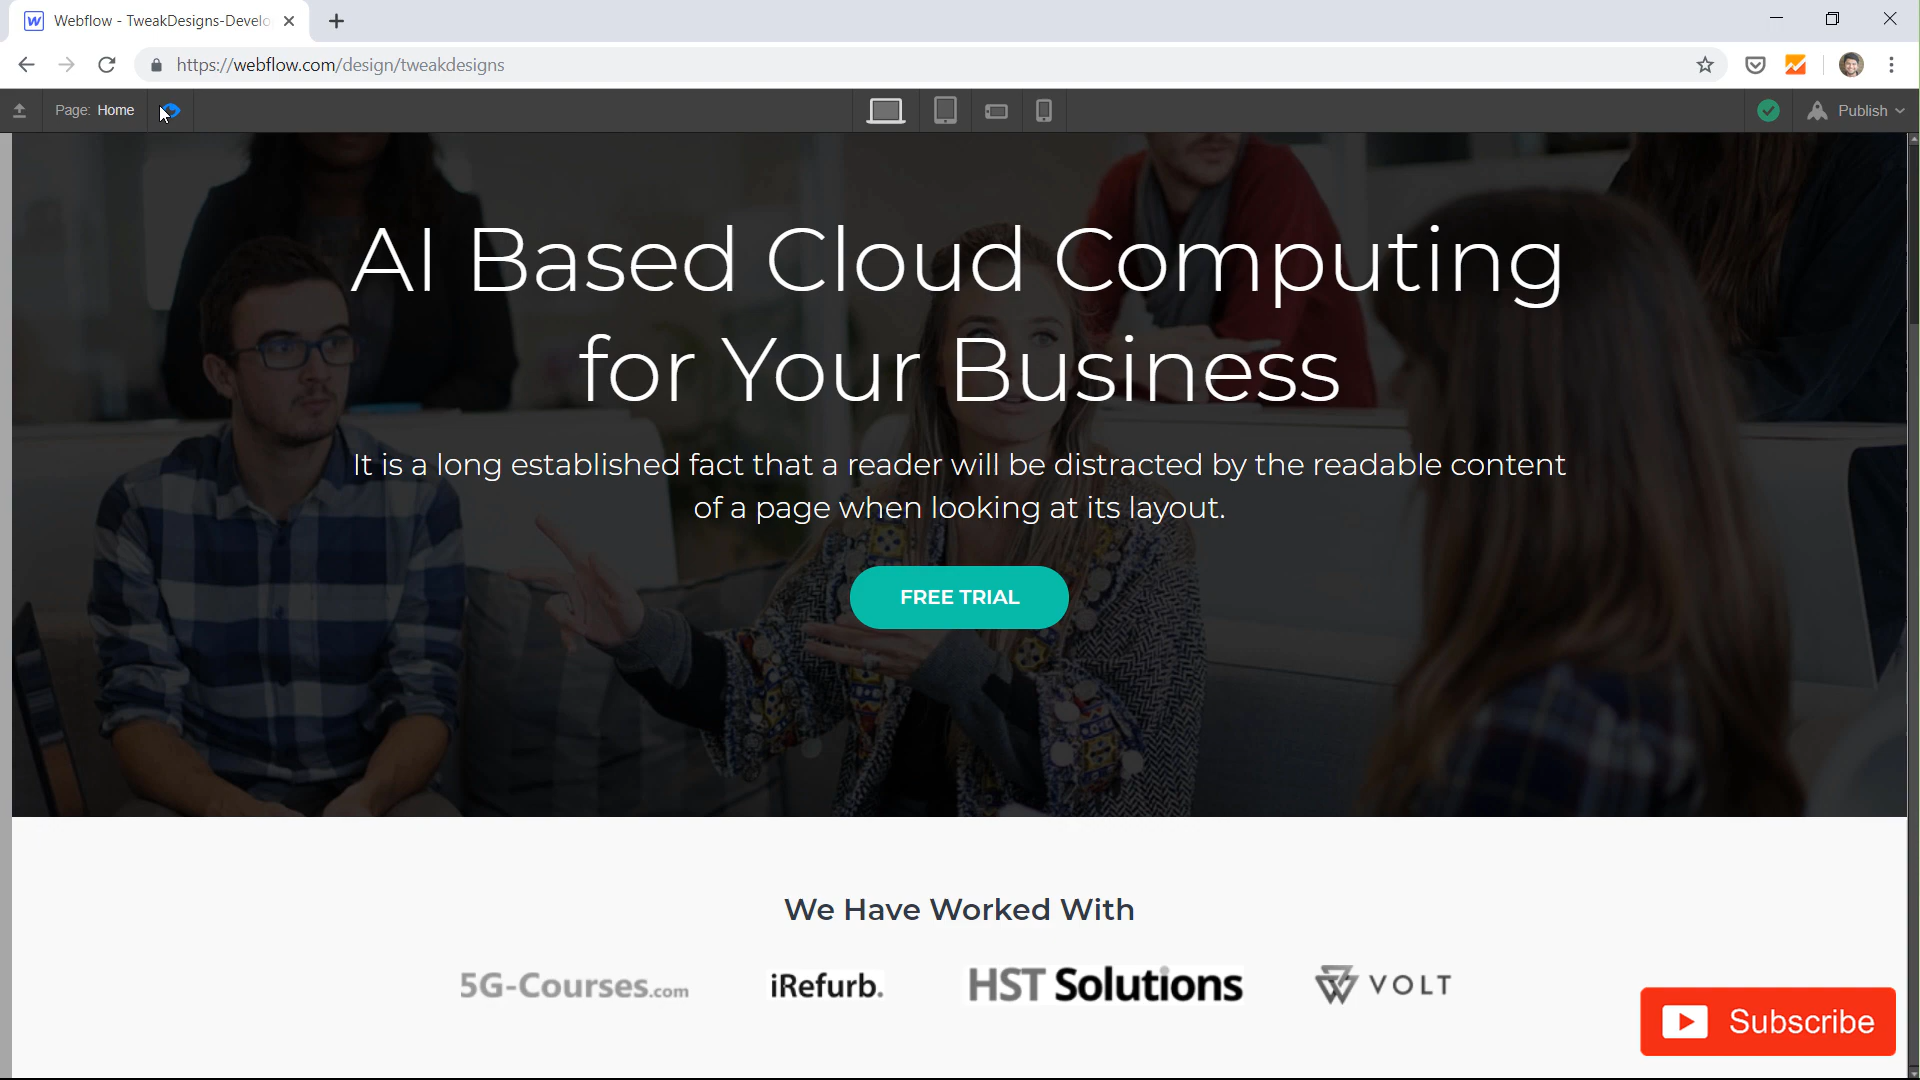 Webflow - TweakDesigns-Develo
https://webflow.com/design/tweakdesigns
Page: Home
Publish
AI Based Cloud Computing
for Your Business
It is a long established fact that a reader will be distracted by the readable content
of a page when looking at its layout.
FREE TRIAL
We Have Worked With
5G-Courses.com
iRefurb.
HST Solutions
VOLT
Subscribe